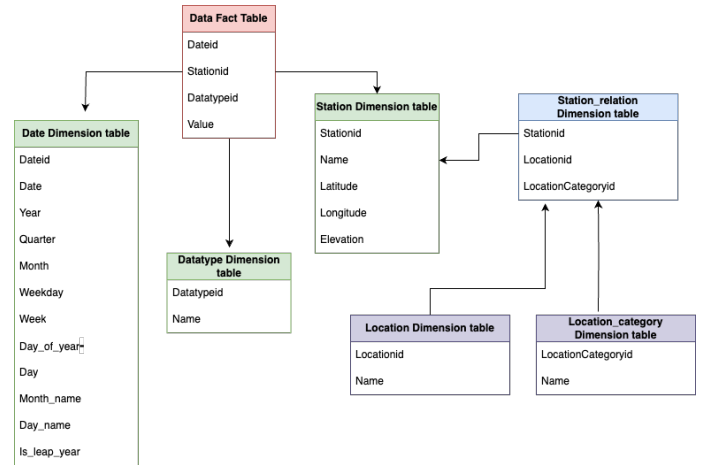 Data Fact Table
Dateid
Stationid
Datatypeid
Value
Date Dimension table
Dateid
Date
Year
Quarter
Month
Weekday
Week
Day_of_year
Day
Month_name
Day_name
Is_leap_year
Datatype Dimension
table
Datatypeid
Name
Station Dimension table
Stationid
Name
Latitude
Longitude
Elevation
Station_relation
Dimension table
Stationid
Locationid
LocationCategoryid
Location Dimension table
Locationid
Name
Location_category
Dimension table
LocationCategoryid
Name